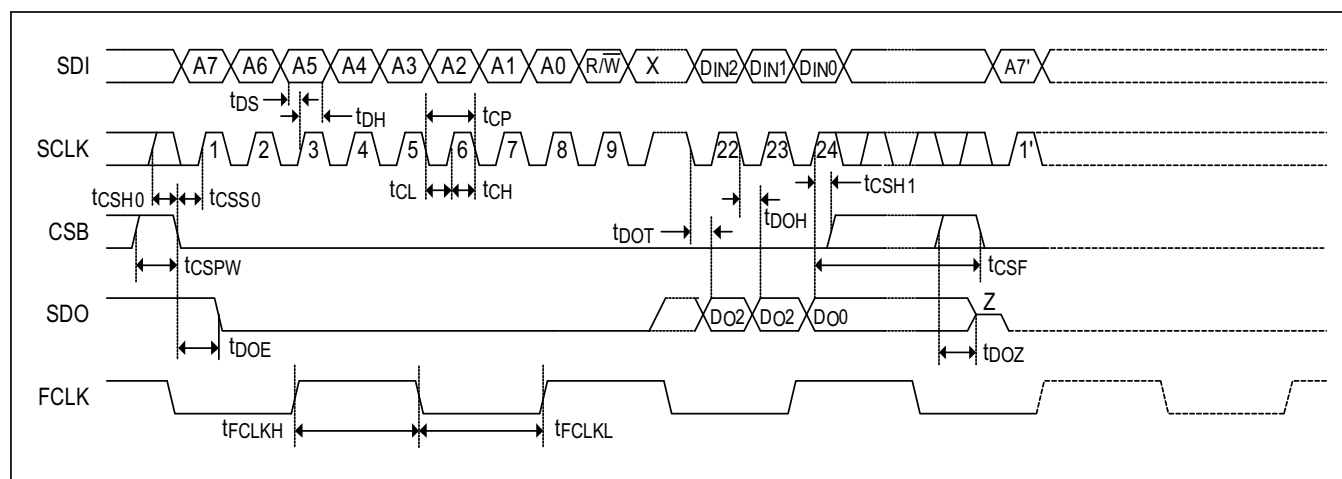 SDI A7 A6 A5 A4 A3 A2 A1 A0 R/W̅ X DIN2 DIN1 DIN0 A7'
tDS tDH tCP
SCLK 1 2 3 4 5 6 7 8 9 22 23 24 1'
tCSH0 tCSS0 tCL tCH tCSH1
CSB tDOT tDOH
tCSPW tCSF
SDO DO2 DO2 DO0 Z
tDOE tDOZ
FCLK
tFCLKH tFCLKL